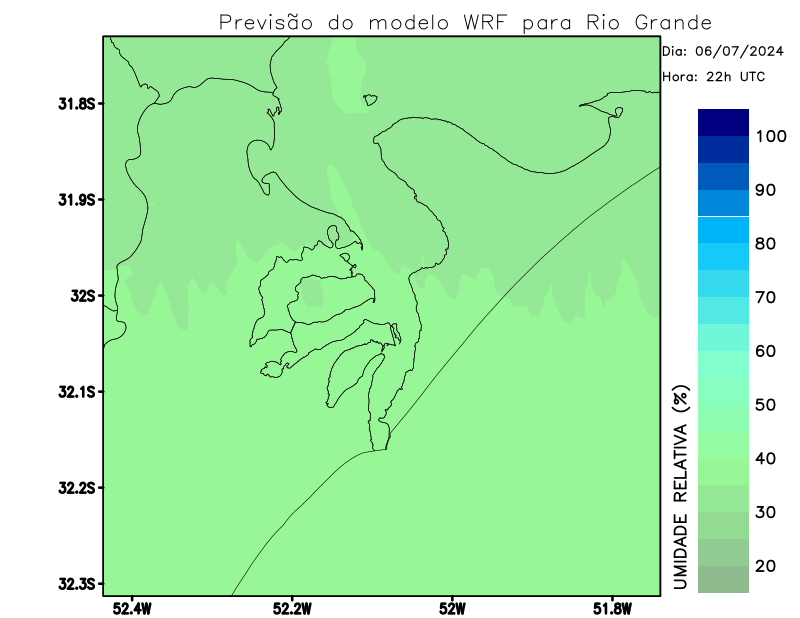 Previsão do modelo WRF para Rio Grande
Dia: 06/07/2024
Hora: 22h UTC
31.8S
31.9S
32S
32.1S
32.2S
32.3S
52.4W
52.2W
52W
51.8W
100
90
80
70
60
50
40
30
20
UMIDADE RELATIVA (%)